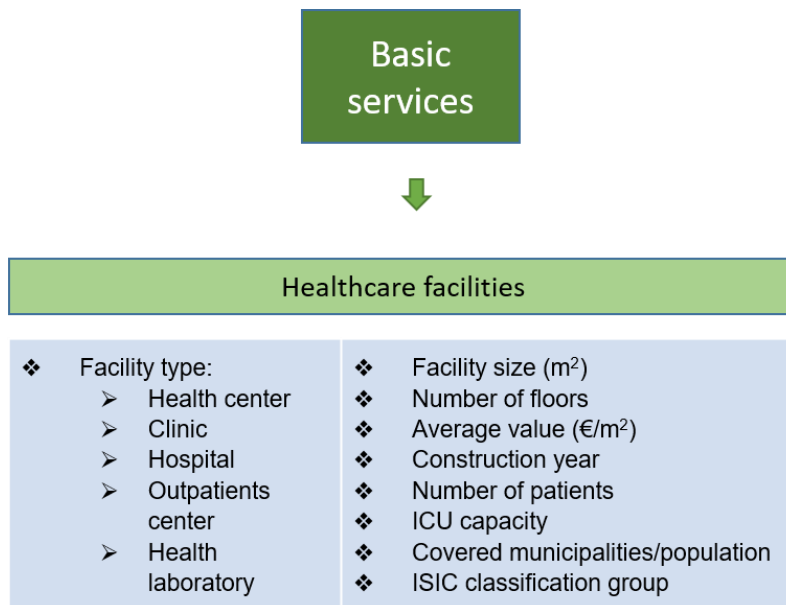 Basic
services
Healthcare facilities
❖ Facility type:
➢ Health center
➢ Clinic
➢ Hospital
➢ Outpatients
center
➢ Health
laboratory
❖ Facility size (m²)
❖ Number of floors
❖ Average value (€/m²)
❖ Construction year
❖ Number of patients
❖ ICU capacity
❖ Covered municipalities/population
❖ ISIC classification group